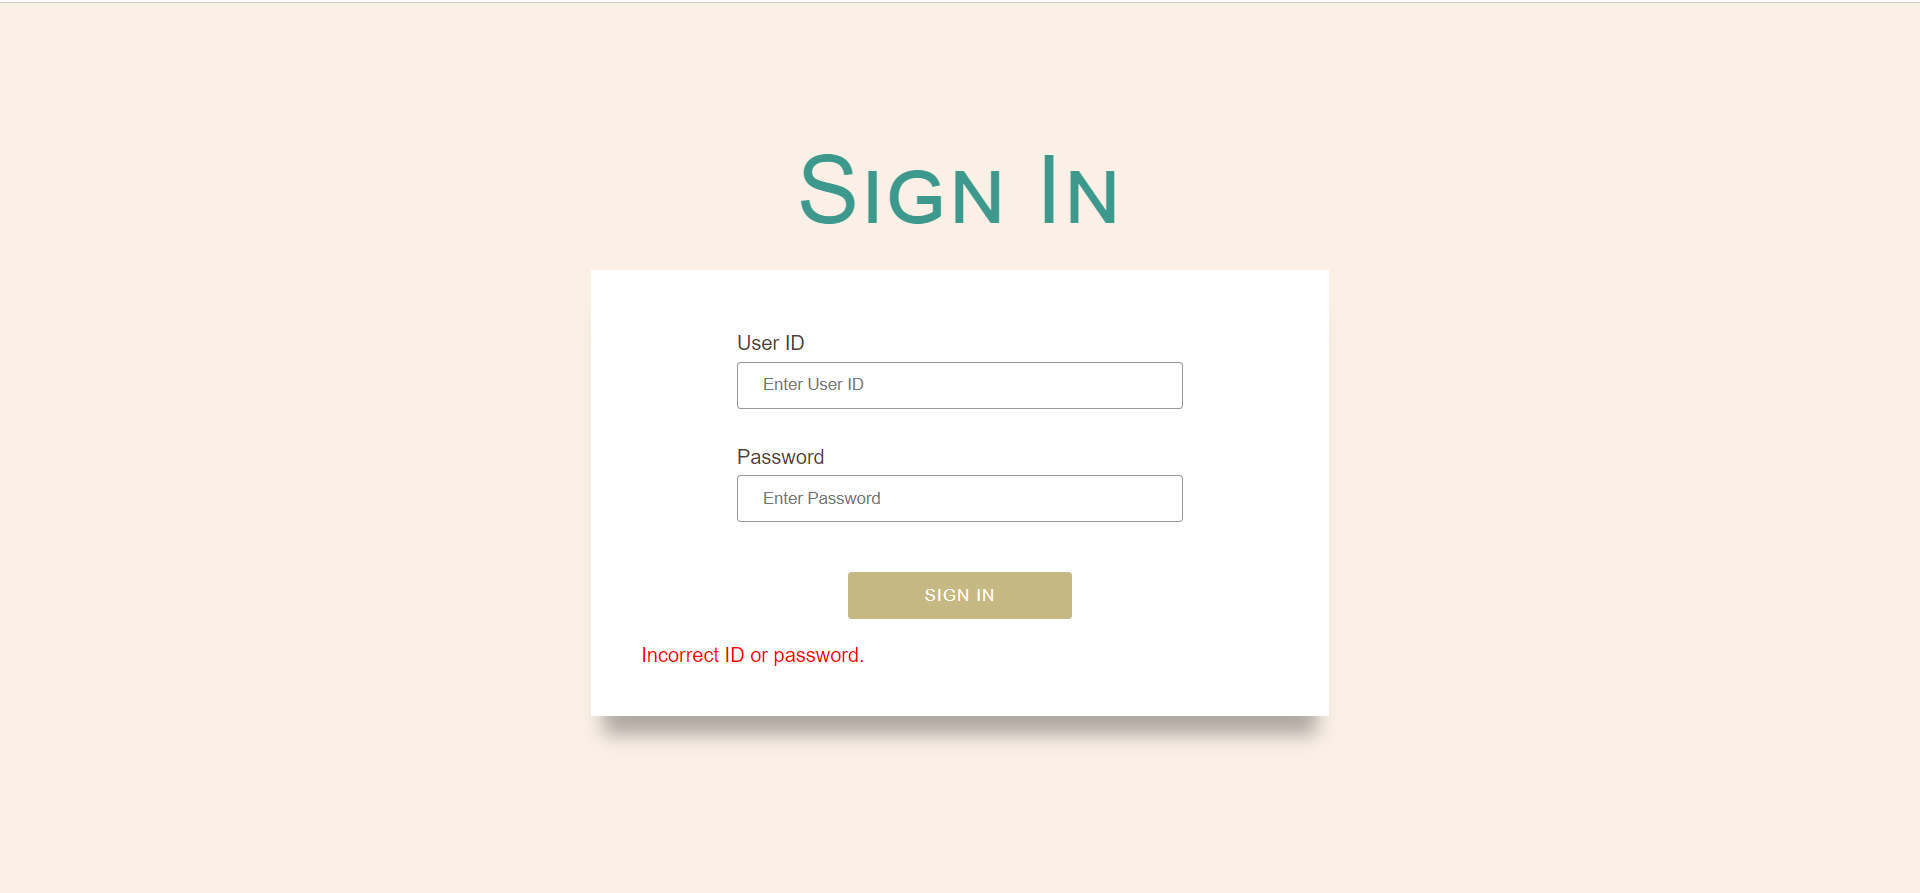 Sign In
User ID
Enter User ID
Password
Enter Password
SIGN IN
Incorrect ID or password.